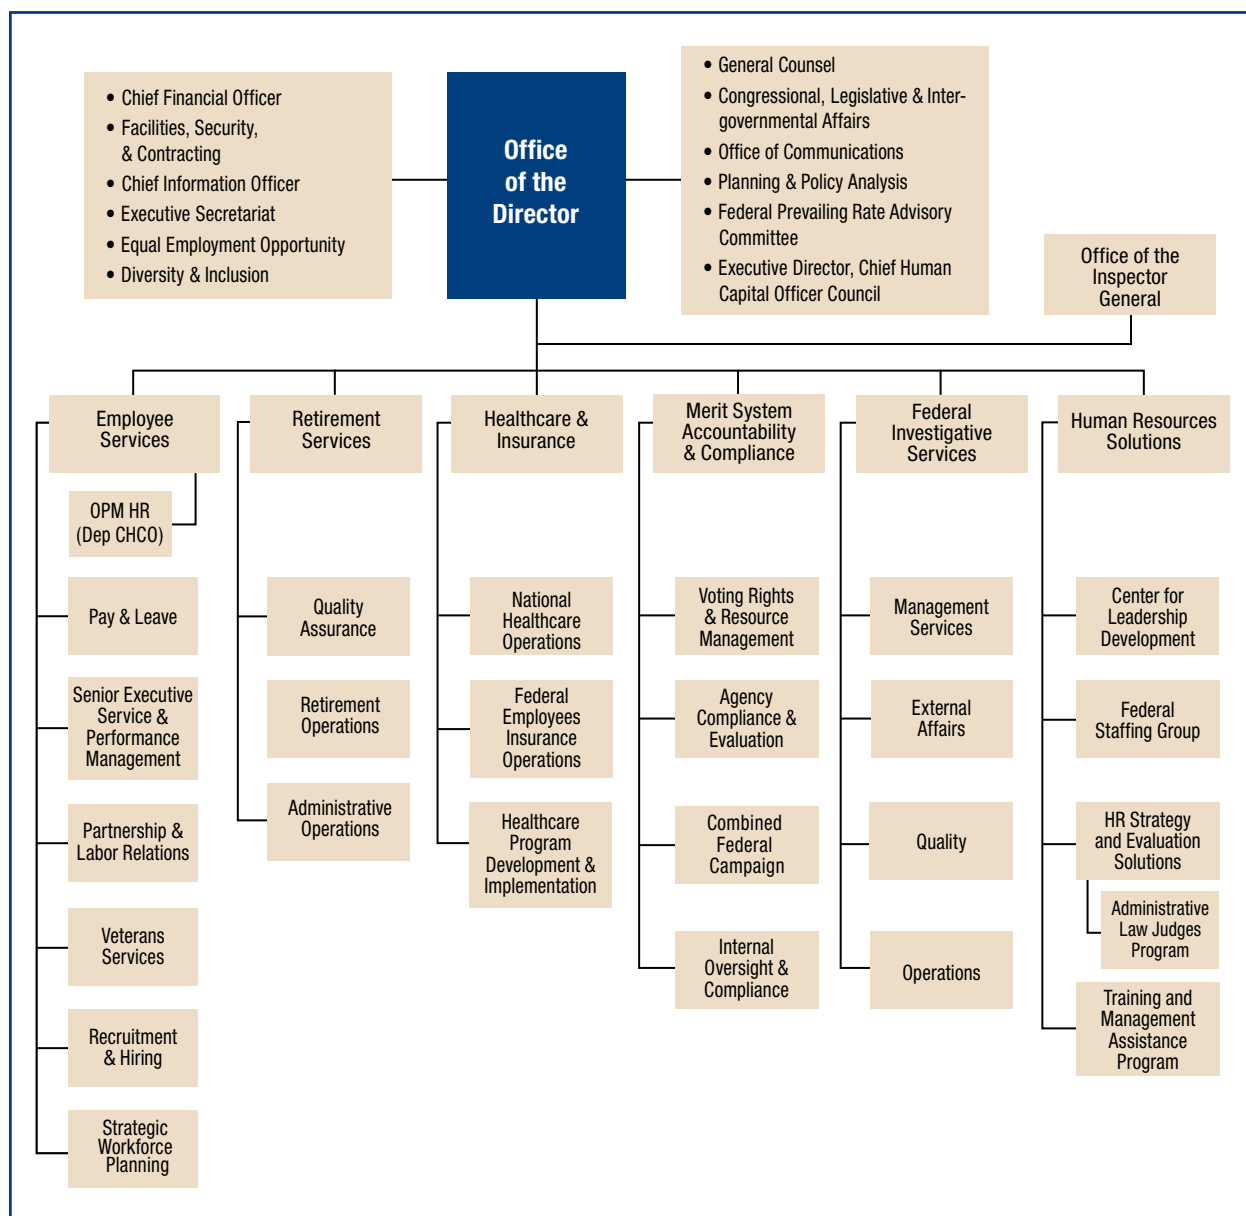 • Chief Financial Officer
• Facilities, Security,
& Contracting
• Chief Information Officer
• Executive Secretariat
• Equal Employment Opportunity
• Diversity & Inclusion
Office
of the
Director
• General Counsel
• Congressional, Legislative & Inter-
governmental Affairs
• Office of Communications
• Planning & Policy Analysis
• Federal Prevailing Rate Advisory
Committee
• Executive Director, Chief Human
Capital Officer Council
Office of the
Inspector
General
Employee
Services
Retirement
Services
Healthcare &
Insurance
Merit System
Accountability
& Compliance
Federal
Investigative
Services
Human Resources
Solutions
OPM HR
(Dep CHCO)
Pay & Leave
Senior Executive
Service &
Performance
Management
Partnership &
Labor Relations
Veterans
Services
Recruitment
& Hiring
Strategic
Workforce
Planning
Quality
Assurance
Retirement
Operations
Administrative
Operations
National
Healthcare
Operations
Federal
Employees
Insurance
Operations
Healthcare
Program
Development &
Implementation
Voting Rights
& Resource
Management
Agency
Compliance &
Evaluation
Combined
Federal
Campaign
Internal
Oversight &
Compliance
Management
Services
External
Affairs
Quality
Operations
Center for
Leadership
Development
Federal
Staffing Group
HR Strategy
and Evaluation
Solutions
Administrative
Law Judges
Program
Training and
Management
Assistance
Program